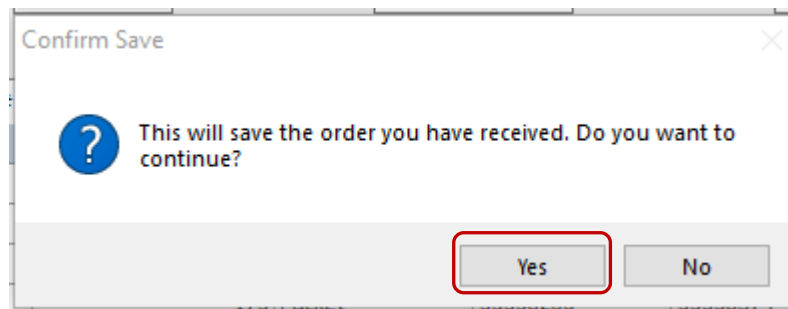 Confirm Save
?
This will save the order you have received. Do you want to
continue?
Yes
No